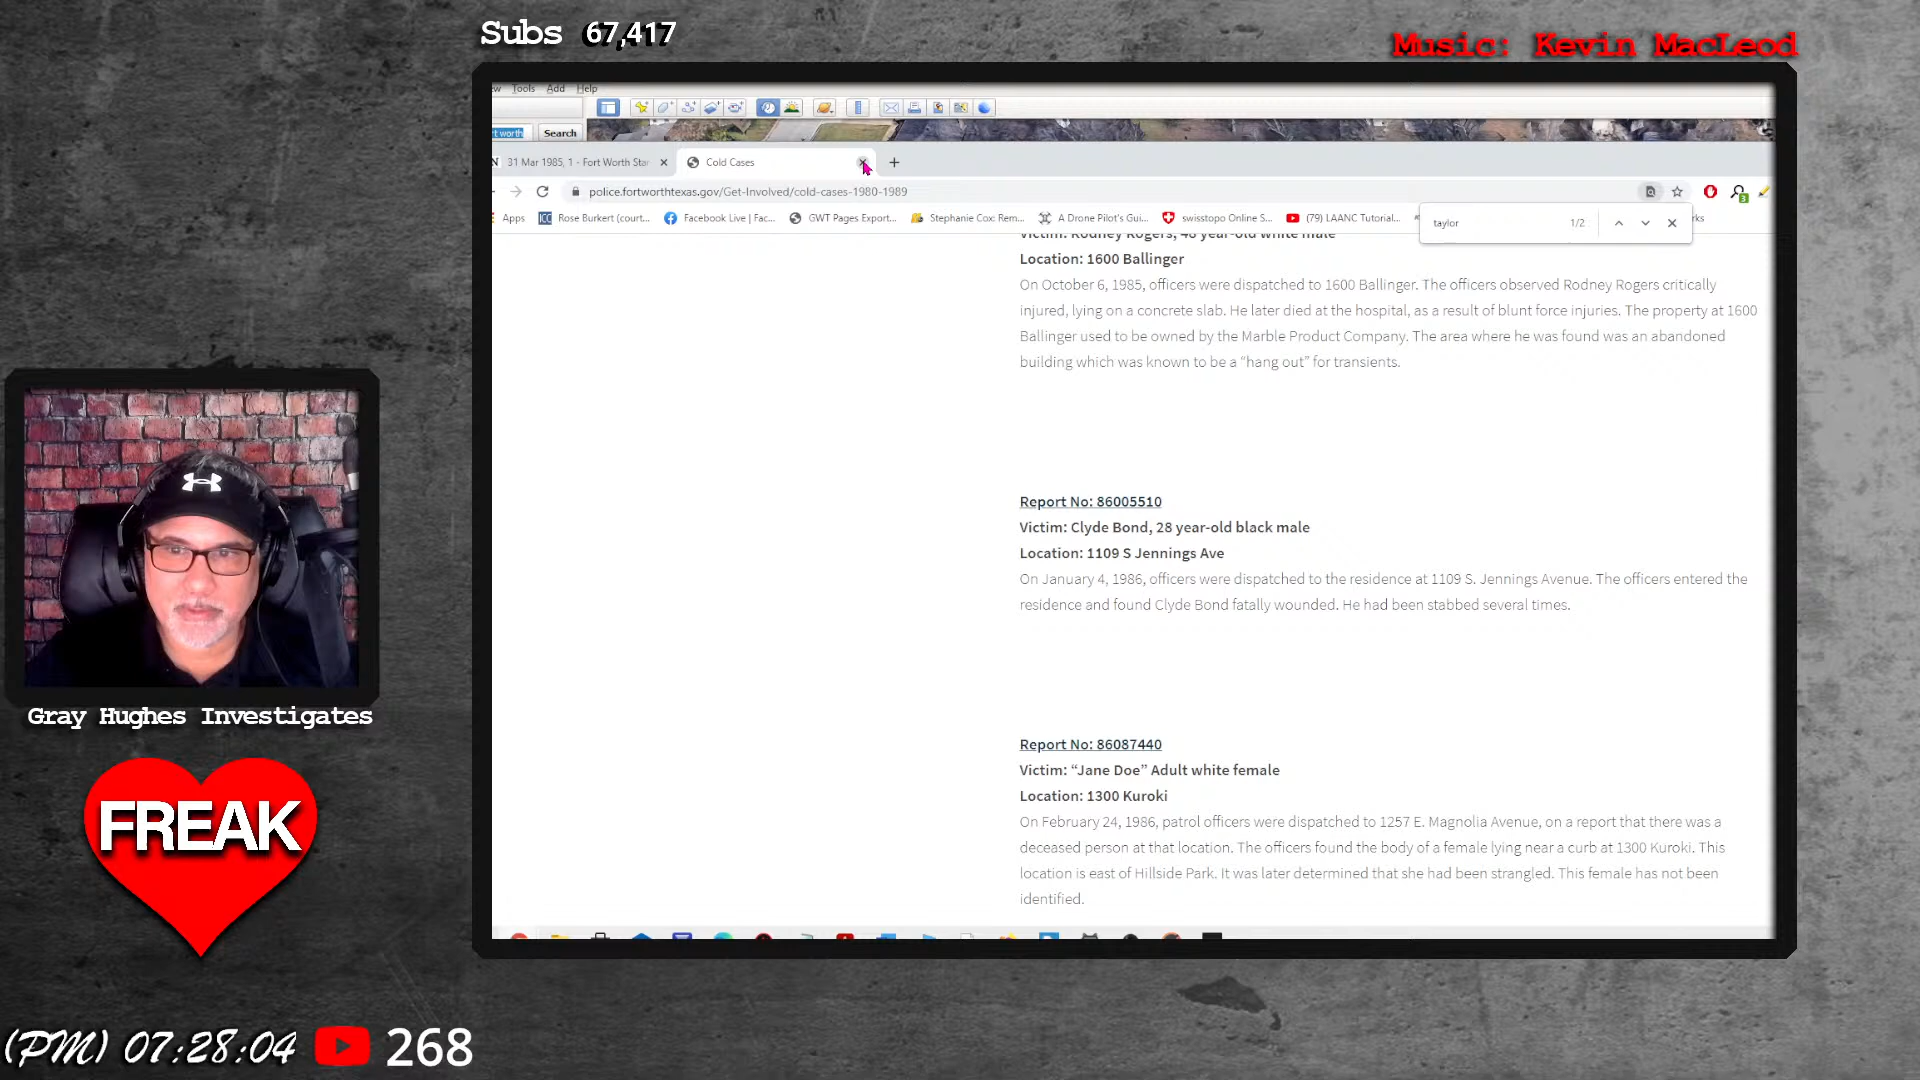 Subs 67,417
Music: Kevin MacLeod
Tools Add Help
Search
31 Mar 1985, 1 - Fort Worth Sta
Cold Cases
police.fortworthtexas.gov/Get-Involved/cold-cases-1980-1989
Apps Rose Burkert (court... Facebook Live | Fac... GWT Pages Export... Stephanie Cox: Rem... A Drone Pilot's Gui... swisstopo Online S... (79) LAANC Tutorial...
taylor 1/2
Victim: Rodney Rogers, 48 year-old white male
Location: 1600 Ballinger
On October 6, 1985, officers were dispatched to 1600 Ballinger. The officers observed Rodney Rogers critically
injured, lying on a concrete slab. He later died at the hospital, as a result of blunt force injuries. The property at 1600
Ballinger used to be owned by the Marble Product Company. The area where he was found was an abandoned
building which was known to be a “hang out” for transients.
Report No: 86005510
Victim: Clyde Bond, 28 year-old black male
Location: 1109 S Jennings Ave
On January 4, 1986, officers were dispatched to the residence at 1109 S. Jennings Avenue. The officers entered the
residence and found Clyde Bond fatally wounded. He had been stabbed several times.
Report No: 86087440
Victim: “Jane Doe” Adult white female
Location: 1300 Kuroki
On February 24, 1986, patrol officers were dispatched to 1257 E. Magnolia Avenue, on a report that there was a
deceased person at that location. The officers found the body of a female lying near a curb at 1300 Kuroki. This
location is east of Hillside Park. It was later determined that she had been strangled. This female has not been
identified.
Gray Hughes Investigates
FREAK
(PM) 07:28:04 268